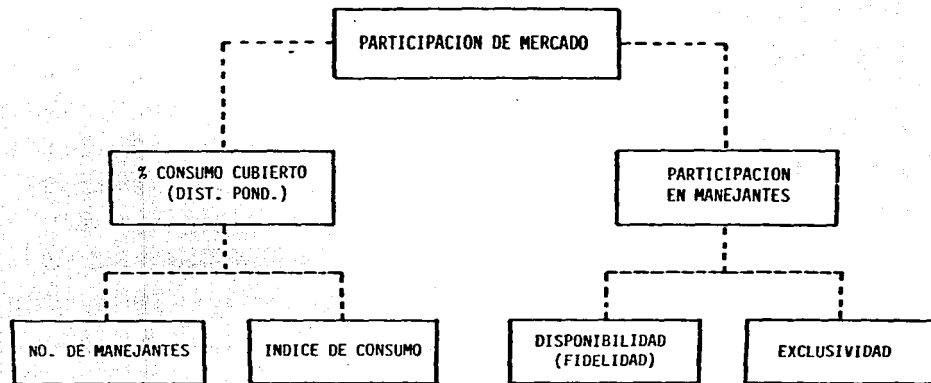 PARTICIPACION DE MERCADO
% CONSUMO CUBIERTO
(DIST. POND.)
PARTICIPACION
EN MANEJANTES
NO. DE MANEJANTES
INDICE DE CONSUMO
DISPONIBILIDAD
(FIDELIDAD)
EXCLUSIVIDAD